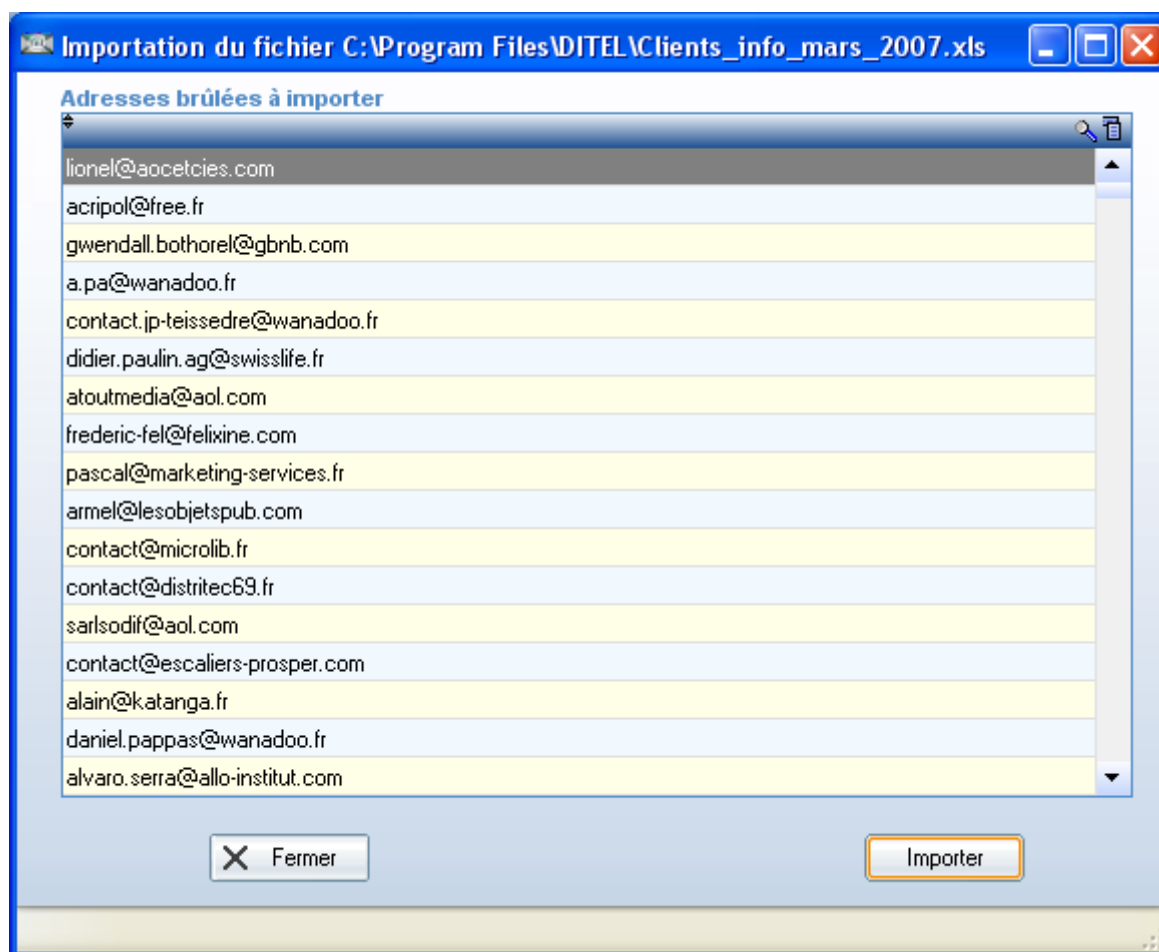 Importation du fichier C:\Program Files\DITEL\Clients_info_mars_2007.xls
Adresses brûlées à importer
lionel@aocetcies.com
acripol@free.fr
gwendall.bothorel@gbnb.com
a.pa@wanadoo.fr
contact.jp-teissedre@wanadoo.fr
didier.paulin.ag@swisslife.fr
atoutmedia@aol.com
frederic-fel@felixine.com
pascal@marketing-services.fr
armel@lesobjetspub.com
contact@microlib.fr
contact@distritec69.fr
sarlsodif@aol.com
contact@escaliers-prosper.com
alain@katanga.fr
daniel.pappas@wanadoo.fr
alvaro.serra@allo-institut.com
Fermer
Importer